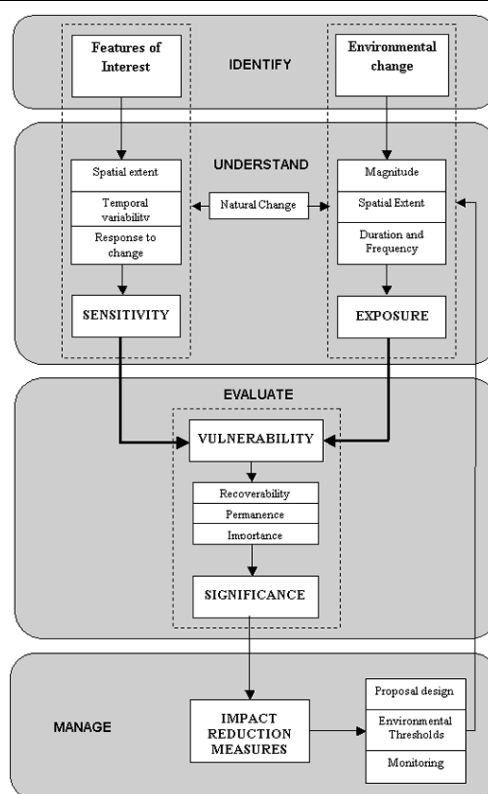 Features of
Interest
IDENTIFY
Environmental
change
UNDERSTAND
Spatial extent
Temporal
variability
Response to
change
Natural Change
Magnitude
Spatial Extent
Duration and
Frequency
SENSITIVITY
EXPOSURE
EVALUATE
VULNERABILITY
Recoverability
Permanence
Importance
SIGNIFICANCE
MANAGE
IMPACT
REDUCTION
MEASURES
Proposal design
Environmental
Thresholds
Monitoring